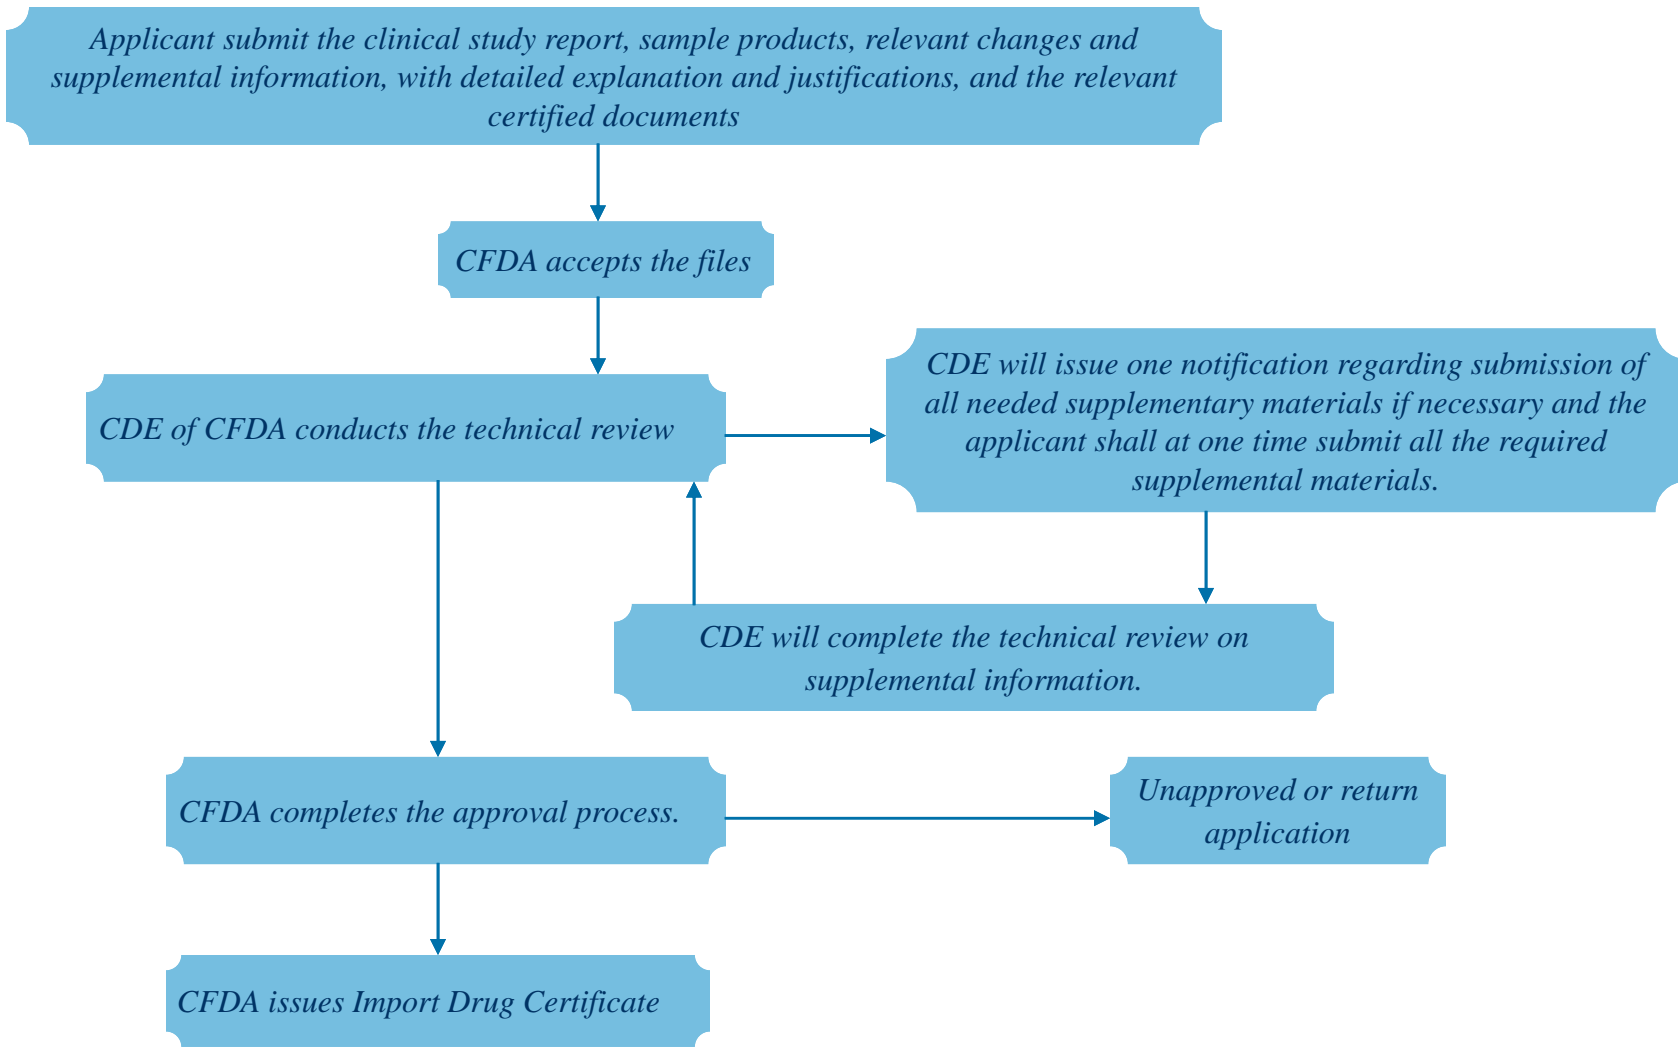 Applicant submit the clinical study report, sample products, relevant changes and
supplemental information, with detailed explanation and justifications, and the relevant
certified documents
CFDA accepts the files
CDE of CFDA conducts the technical review
CDE will issue one notification regarding submission of
all needed supplementary materials if necessary and the
applicant shall at one time submit all the required
supplemental materials.
CDE will complete the technical review on
supplemental information.
CFDA completes the approval process.
Unapproved or return
application
CFDA issues Import Drug Certificate